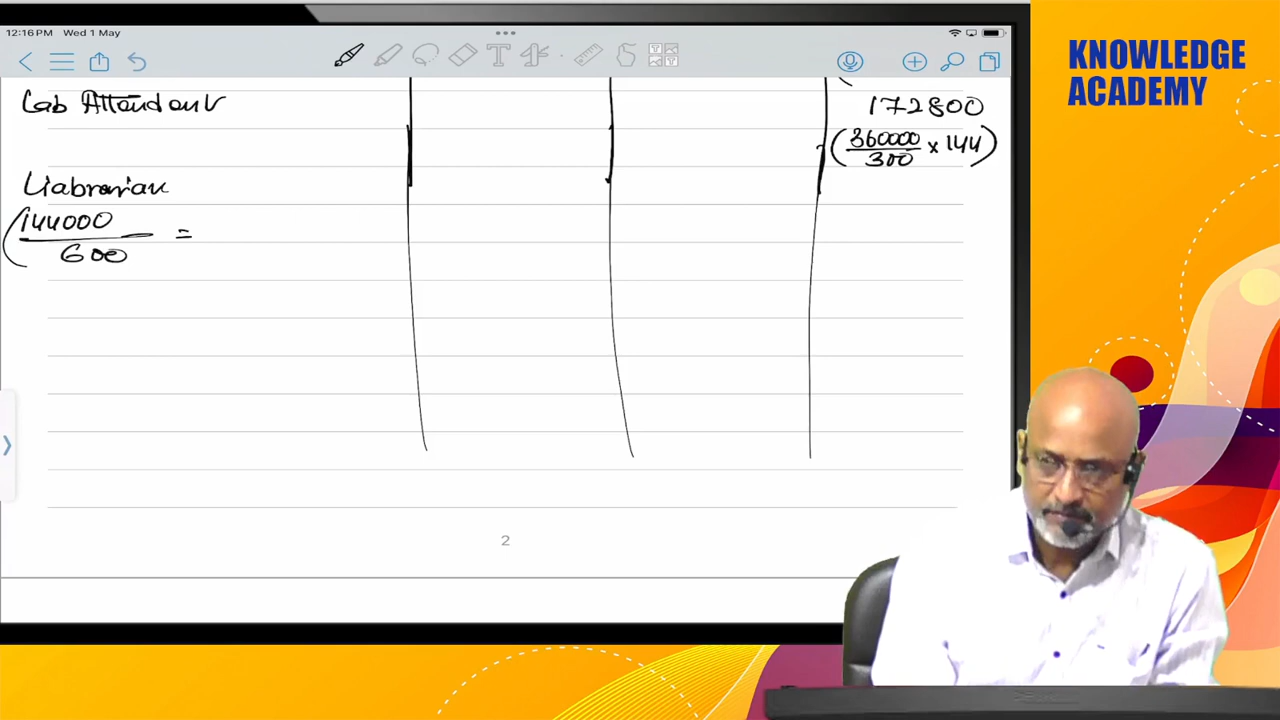 12:16 PM Wed 1 May
KNOWLEDGE
ACADEMY
Lab Attendant
172800
(360000/300 × 144)
Liabrarian
(144000/600 =
2